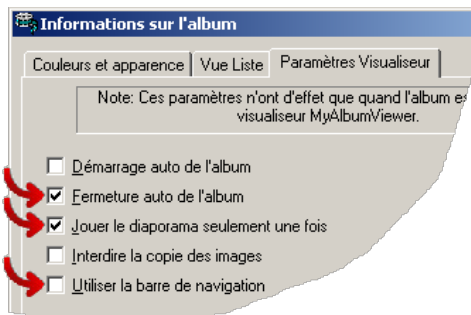 Informations sur l'album
Couleurs et apparence Vue Liste Paramètres Visualiseur
Note: Ces paramètres n'ont d'effet que quand l'album
visualiseur MyAlbumViewer.
Démarrage auto de l'album
Fermeture auto de l'album
Jouer le diaporama seulement une fois
Interdire la copie des images
Utiliser la barre de navigation